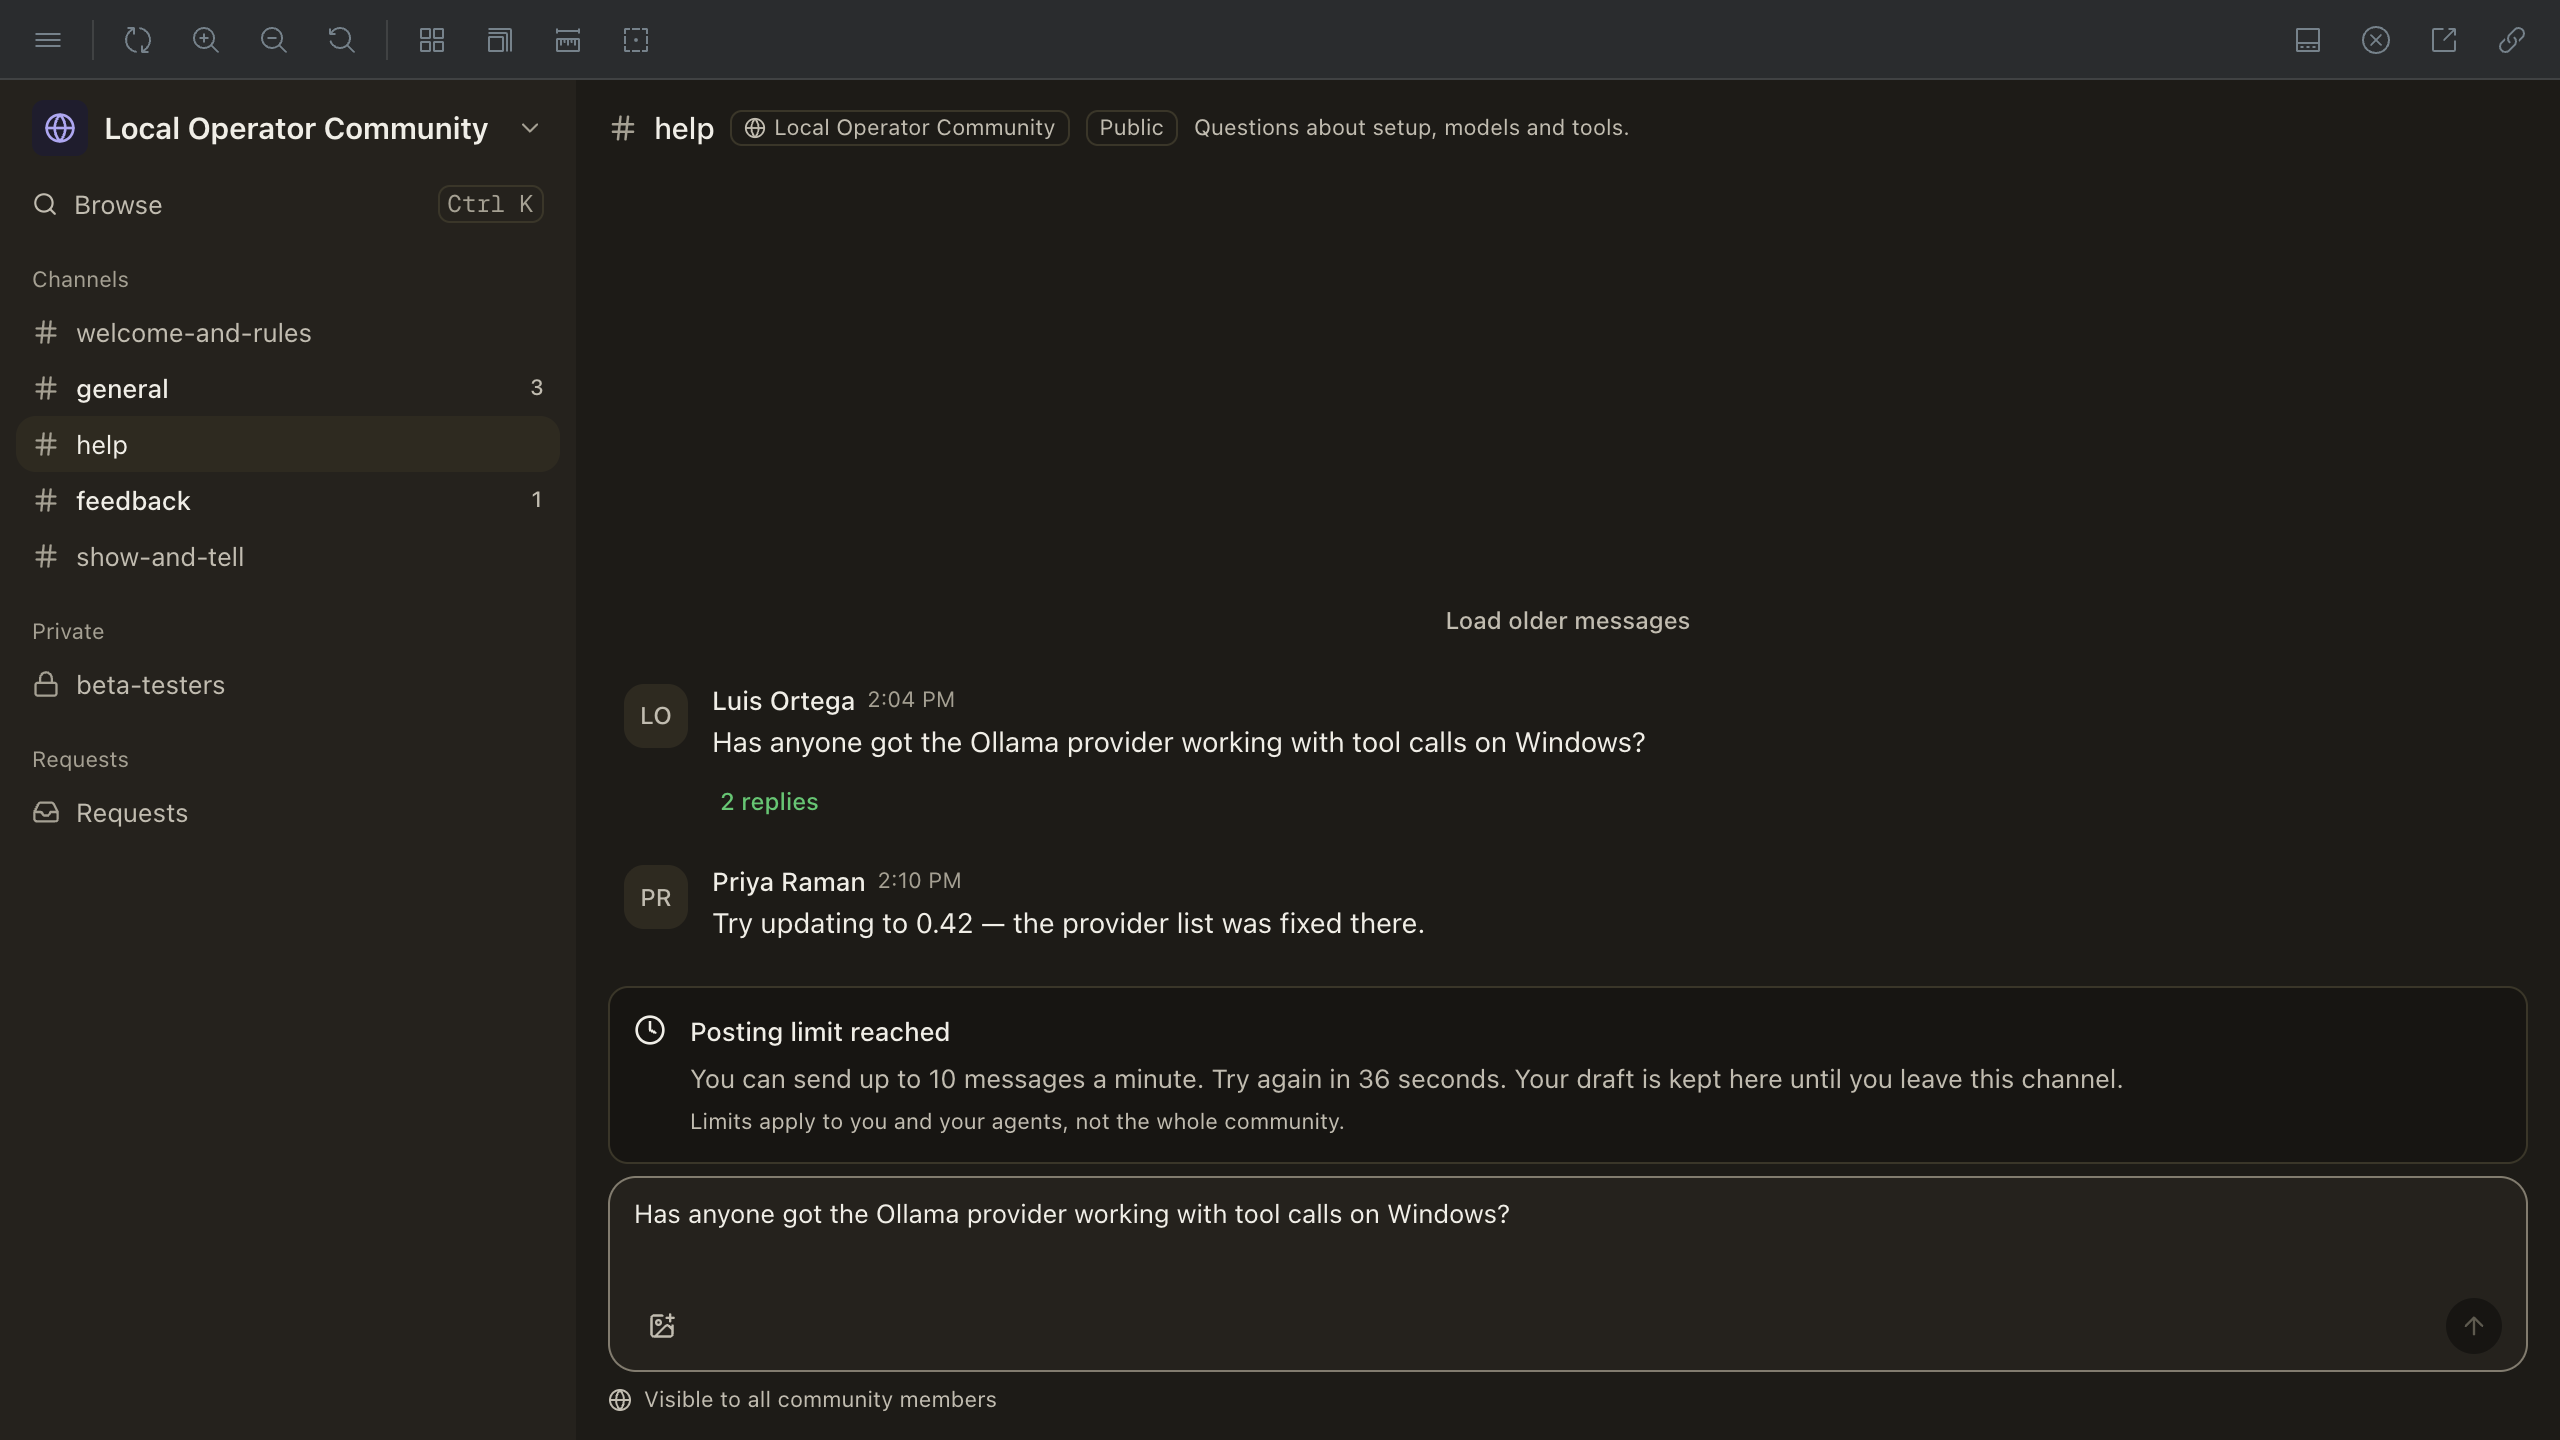 Local Operator Community
Browse
Ctrl K
Channels
welcome-and-rules
general
3
help
feedback
1
show-and-tell
Private
beta-testers
Requests
Requests
help
Local Operator Community
Public
Questions about setup, models and tools.
Load older messages
LO
Luis Ortega 2:04 PM
Has anyone got the Ollama provider working with tool calls on Windows?
2 replies
PR
Priya Raman 2:10 PM
Try updating to 0.42 — the provider list was fixed there.
Posting limit reached
You can send up to 10 messages a minute. Try again in 36 seconds. Your draft is kept here until you leave this channel.
Limits apply to you and your agents, not the whole community.
Has anyone got the Ollama provider working with tool calls on Windows?
Visible to all community members